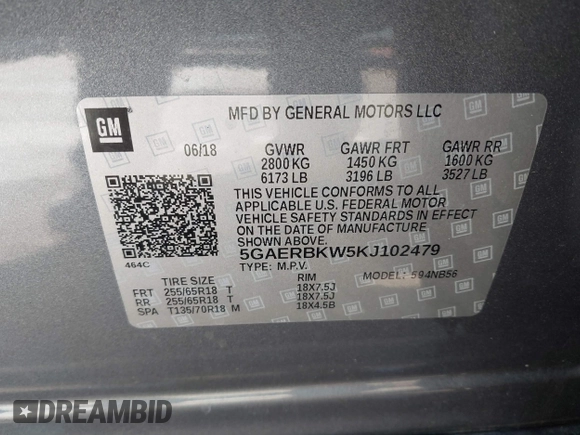 GM
MFD BY GENERAL MOTORS LLC
06/18 GVWR GAWR FRT GAWR RR
2800 KG 1450 KG 1600 KG
6173 LB 3196 LB 3527 LB
THIS VEHICLE CONFORMS TO ALL
APPLICABLE U.S. FEDERAL MOTOR
VEHICLE SAFETY STANDARDS IN EFFECT
ON THE DATE OF MANUFACTURE
SHOWN ABOVE.
5GAERBKW5KJ102479
464C
TYPE: M.P.V. MODEL: 594NB56
TIRE SIZE RIM
FRT 255/65R18 T 18X7.5J
RR 255/65R18 T 18X7.5J
SPA T135/70R18 M 18X4.5B
DREAMBID